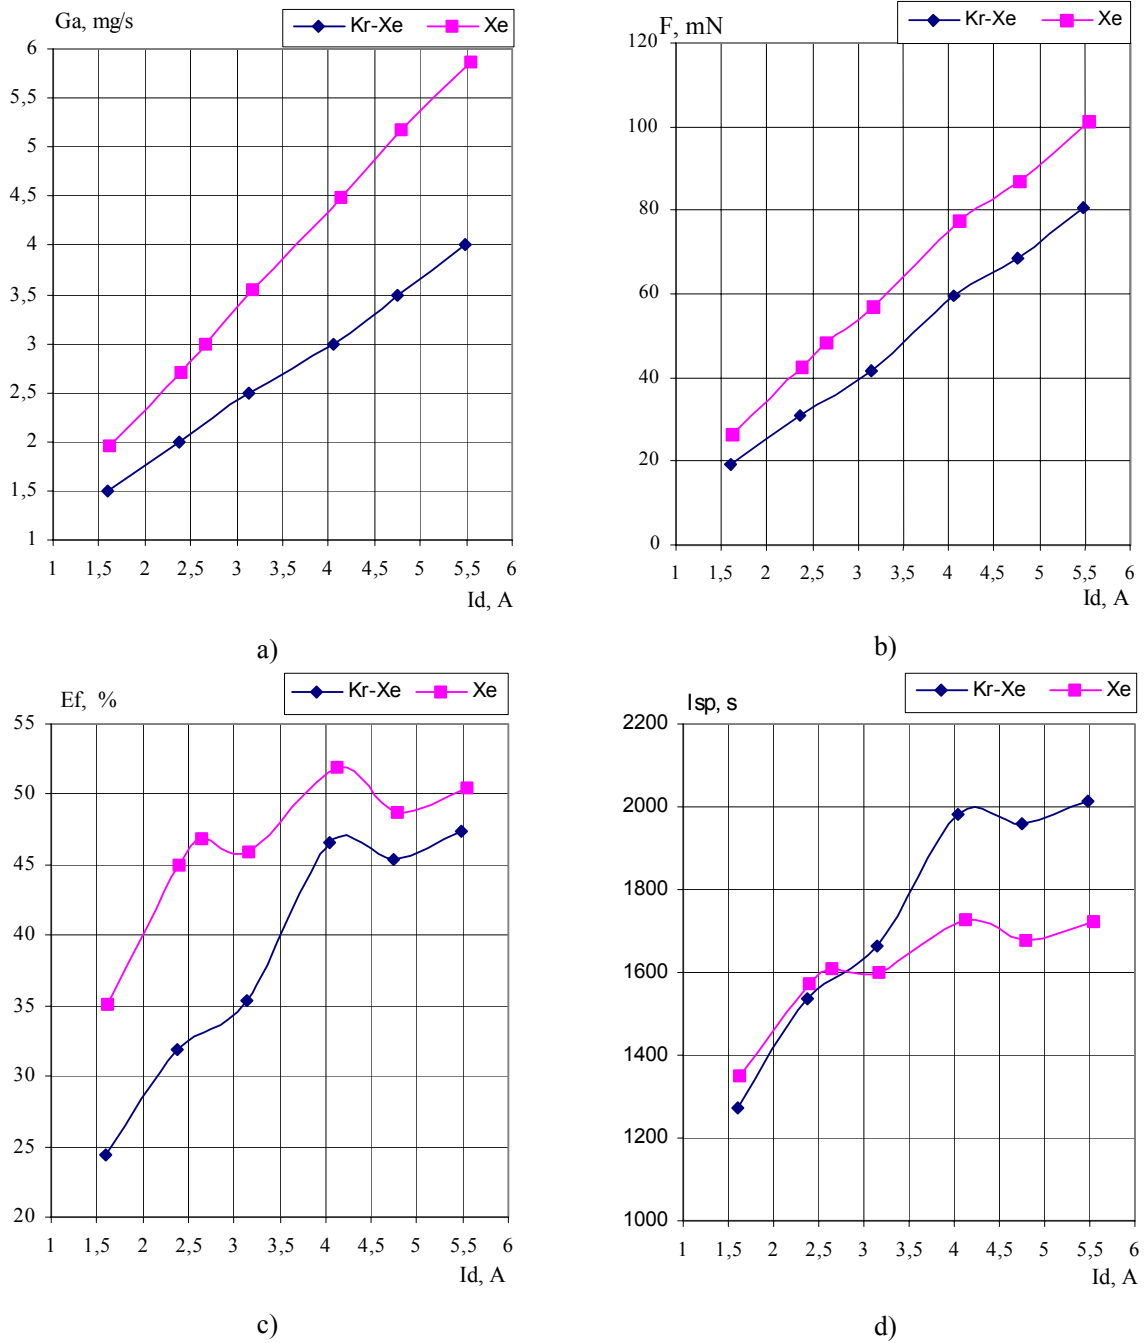 Ga, mg/s
Kr-Xe Xe
6
5,5
5
4,5
4
3,5
3
2,5
2
1,5
1
1 1,5 2 2,5 3 3,5 4 4,5 5 5,5 6
Id, A
a)
F, mN
Kr-Xe Xe
120
100
80
60
40
20
0
1 1,5 2 2,5 3 3,5 4 4,5 5 5,5 6
Id, A
b)
Ef, %
Kr-Xe Xe
55
50
45
40
35
30
25
20
1 1,5 2 2,5 3 3,5 4 4,5 5 5,5 6
Id, A
c)
Isp, s
Kr-Xe Xe
2200
2000
1800
1600
1400
1200
1000
1 1,5 2 2,5 3 3,5 4 4,5 5 5,5 6
Id, A
d)